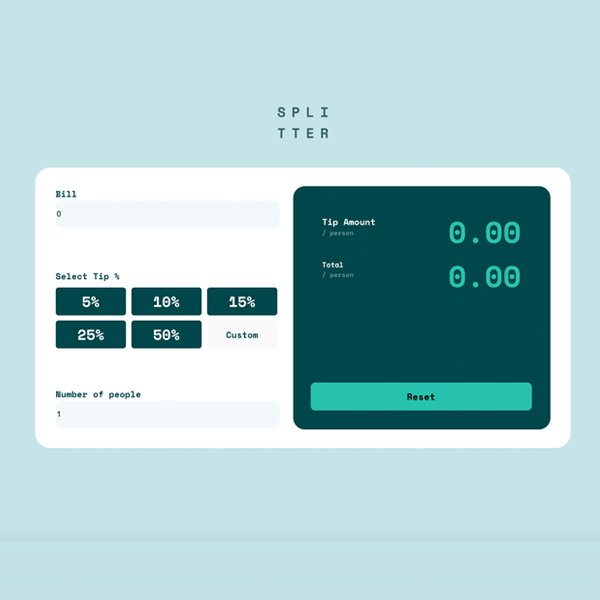 SPLI
TTER
Bill
0
Select Tip %
5% 10% 15%
25% 50% Custom
Number of people
1
Tip Amount
/ person
0.00
Total
/ person
0.00
Reset